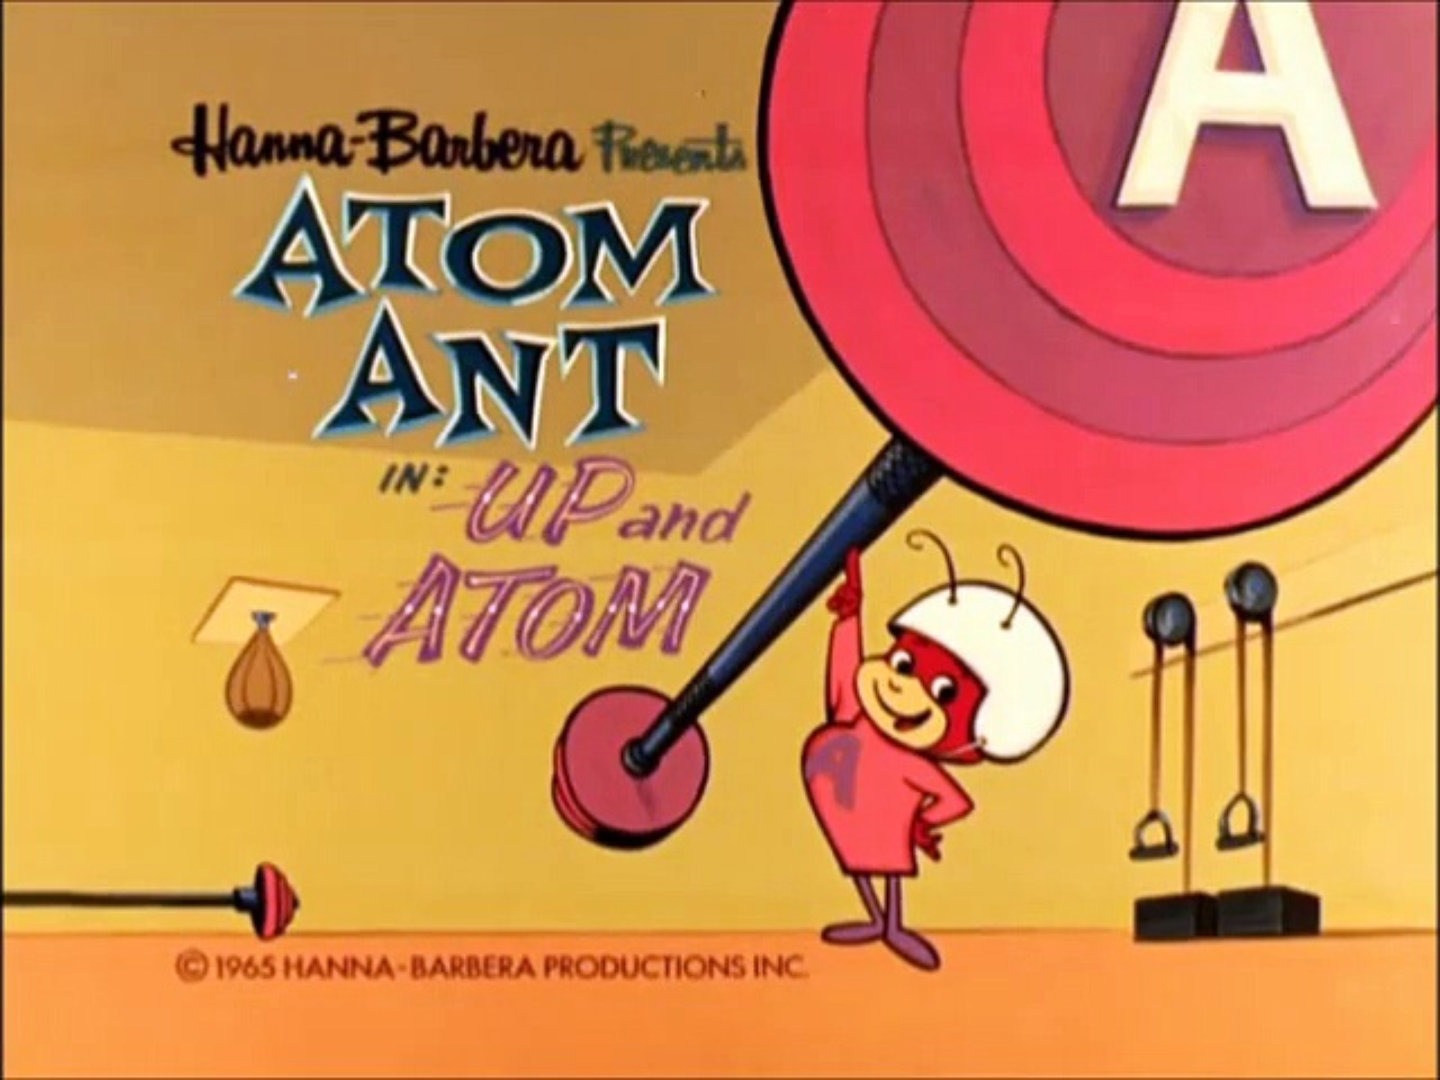 A
Hanna-Barbera Presents
ATOM
ANT
IN: UP and
ATOM
A
© 1965 HANNA-BARBERA PRODUCTIONS INC.